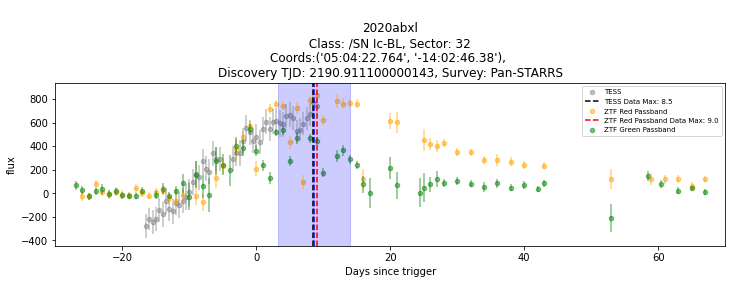 2020abxl
Class: /SN Ic-BL, Sector: 32
Coords:('05:04:22.764', '-14:02:46.38'),
Discovery TJD: 2190.911100000143, Survey: Pan-STARRS
TESS
TESS Data Max: 8.5
ZTF Red Passband
ZTF Red Passband Data Max: 9.0
ZTF Green Passband
flux
800
600
400
200
0
−200
−400
−20
0
20
40
60
Days since trigger